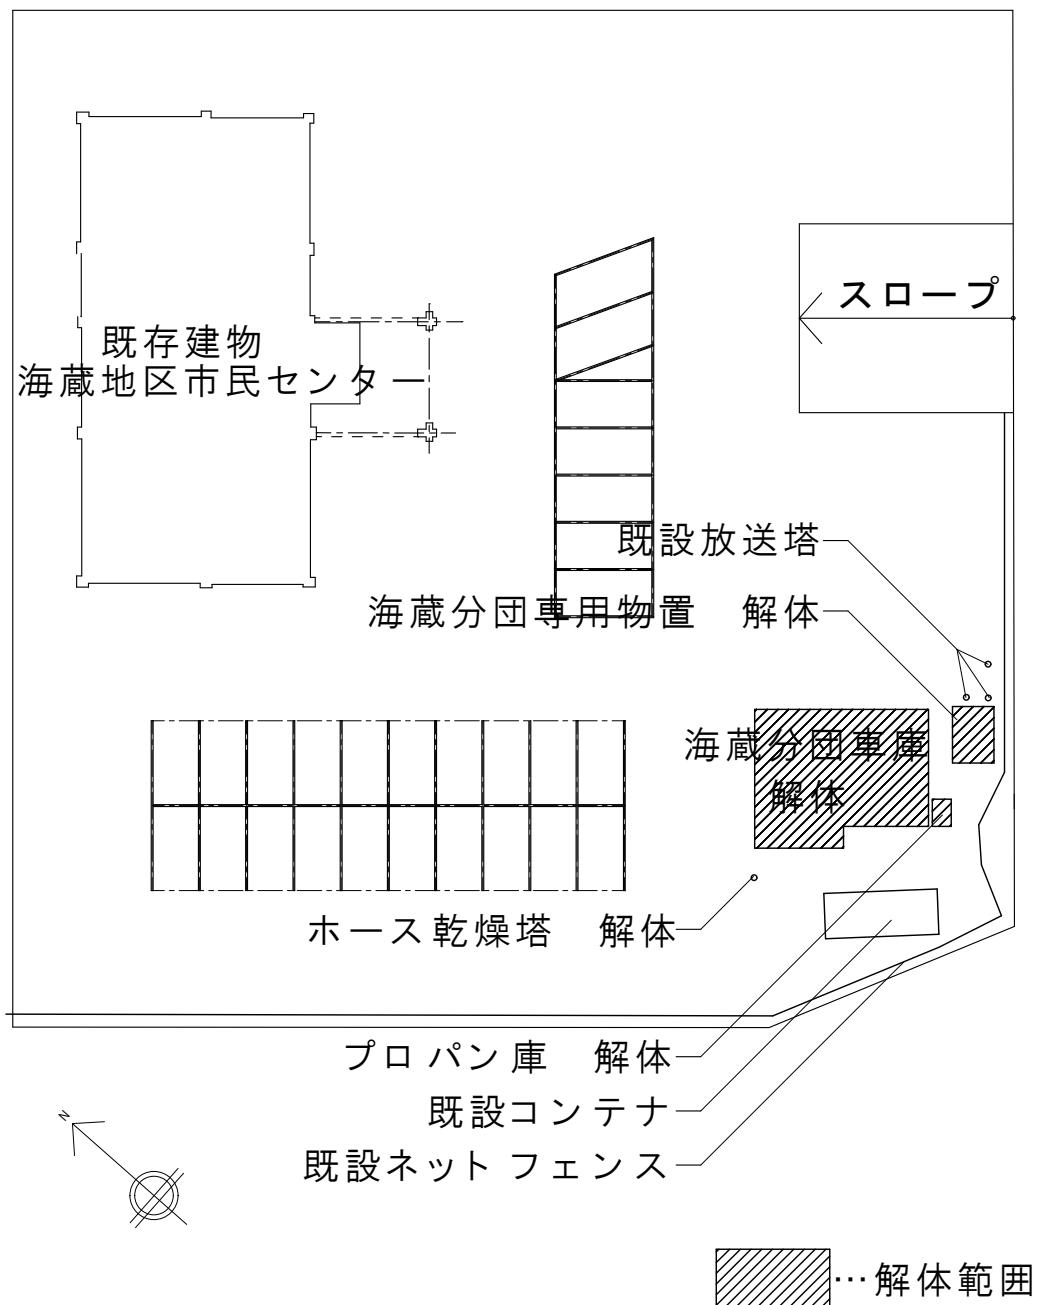 スロープ
既存建物
海蔵地区市民センター
既設放送塔
海蔵分団専用物置　解体
海蔵分団車庫
解体
ホース乾燥塔　解体
プロパン庫　解体
既設コンテナ
既設ネットフェンス
N
…解体範囲